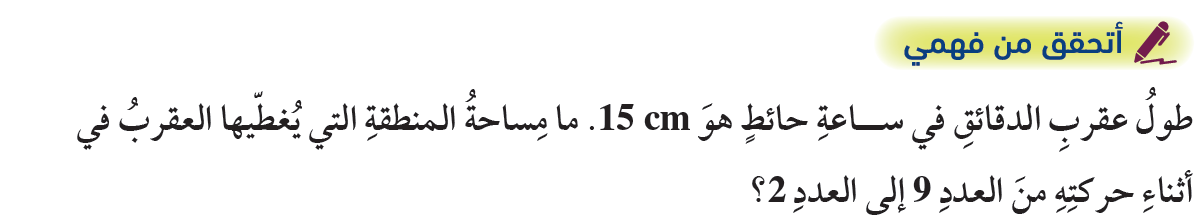 أتحقق من فهمي
طولُ عقربِ الدقائقِ في ســـاعةِ حائطٍ هوَ 15 cm. ما مِساحةُ المنطقةِ التي يُغطّيها العقربُ في
أثناءِ حركتِهِ منَ العددِ 9 إلى العددِ 2؟